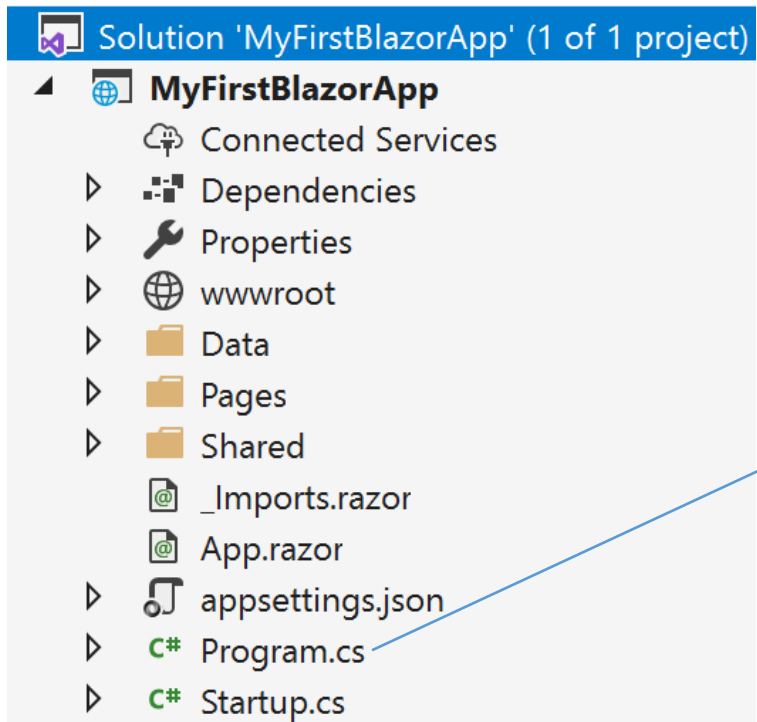 Solution 'MyFirstBlazorApp' (1 of 1 project)
MyFirstBlazorApp
Connected Services
Dependencies
Properties
wwwroot
Data
Pages
Shared
@ _Imports.razor
@ App.razor
appsettings.json
C# Program.cs
C# Startup.cs